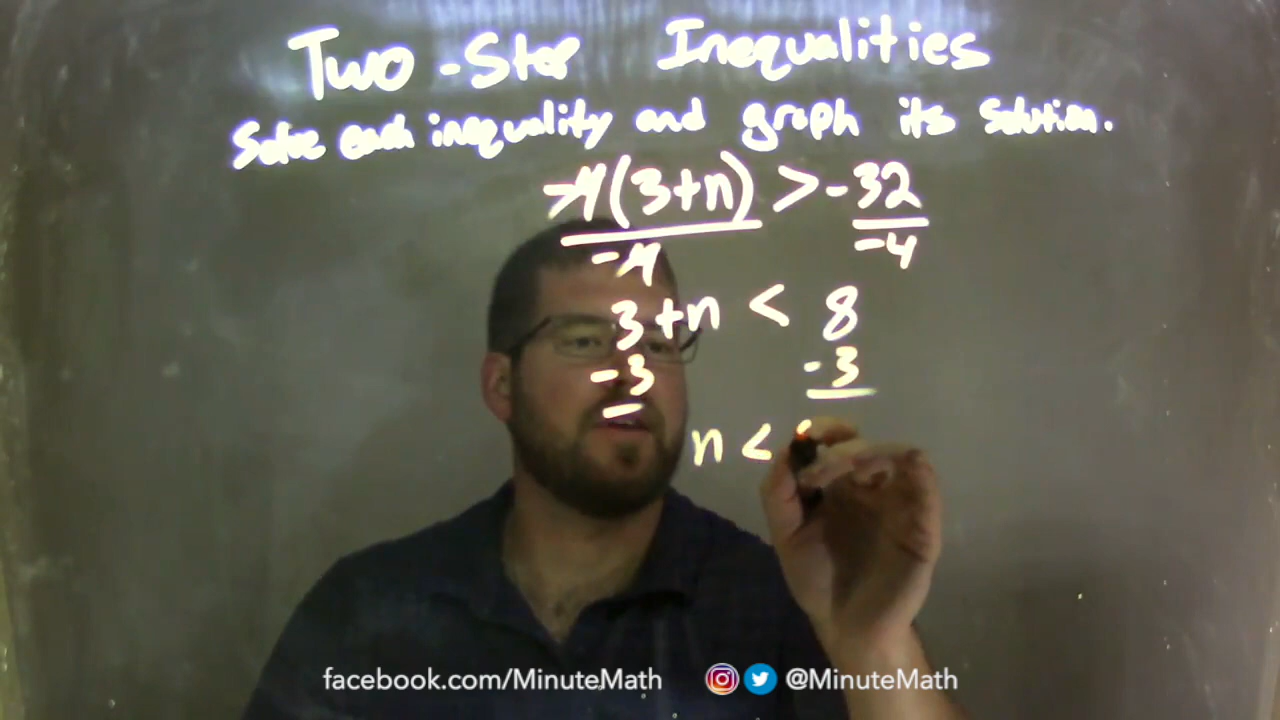 Two-Step Inequalities
Solve each inequality and graph its solution.
-4(3+n) > -32
-4 -4
3+n < 8
-3 -3
n <
facebook.com/MinuteMath @MinuteMath